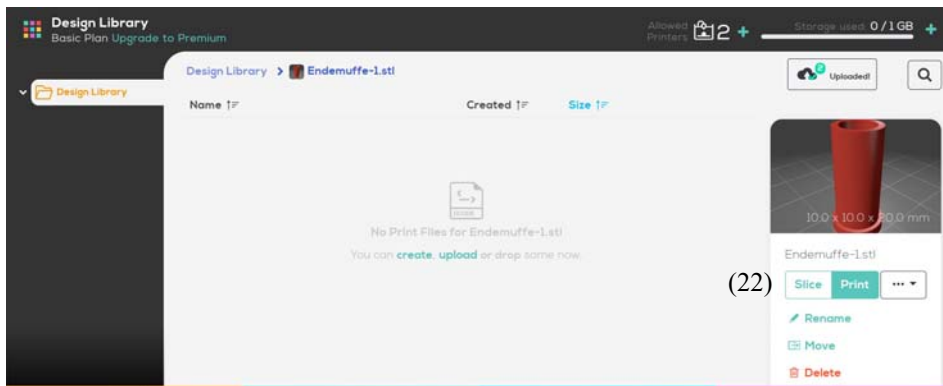 Design Library
Basic Plan Upgrade to Premium
Allowed Printers 2 +
Storage used: 0 / 1 GB +
Design Library
Design Library > Endemuffe-1.stl
2 Uploaded!
Name
Created
Size
No Print Files for Endemuffe-1.stl
You can create, upload or drop some now.
10.0 x 10.0 x 20.0 mm
Endemuffe-1.stl
(22)
Slice Print ...
Rename
Move
Delete